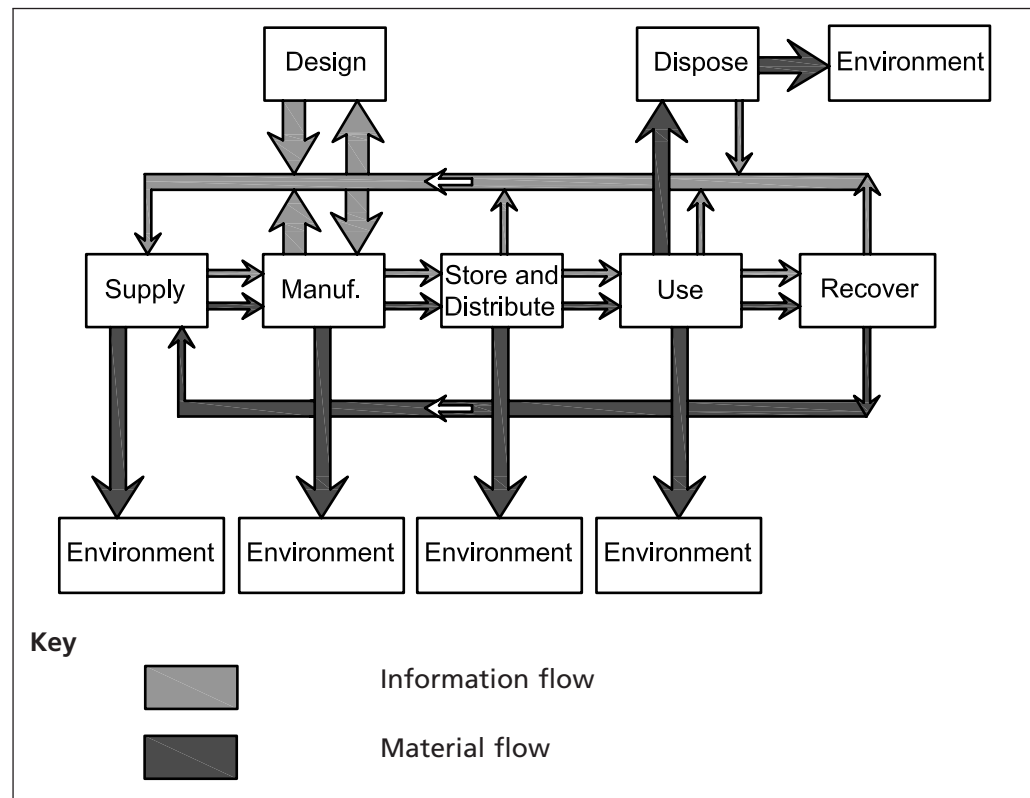 Design
Dispose
Environment
Supply
Manuf.
Store and
Distribute
Use
Recover
Environment
Environment
Environment
Environment
Key
Information flow
Material flow